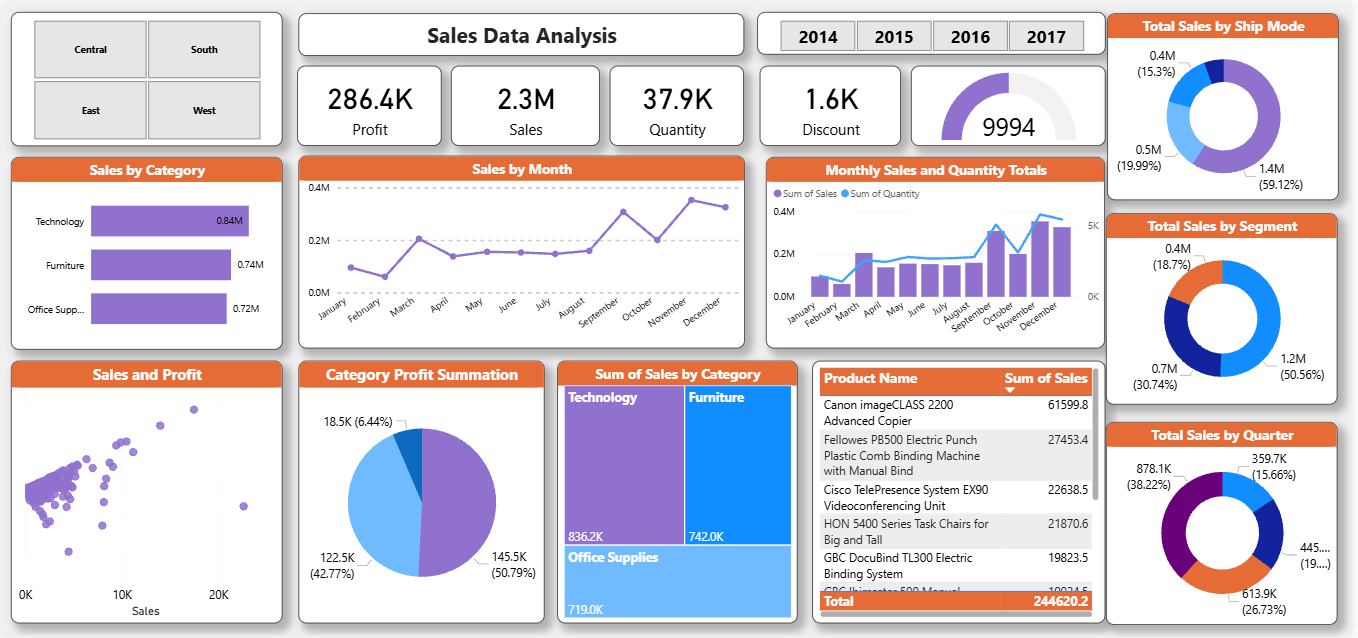 Central
South
East
West
Sales Data Analysis
2014
2015
2016
2017
286.4K
Profit
2.3M
Sales
37.9K
Quantity
1.6K
Discount
9994
Total Sales by Ship Mode
0.4M
(15.3%)
0.5M
(19.99%)
1.4M
(59.12%)
Sales by Category
Technology
0.84M
Furniture
0.74M
Office Supp...
0.72M
Sales by Month
0.4M
0.2M
0.0M
January
February
March
April
May
June
July
August
September
October
November
December
Monthly Sales and Quantity Totals
Sum of Sales
Sum of Quantity
0.4M
0.2M
0.0M
5K
0K
January
February
March
April
May
June
July
August
September
October
November
December
Total Sales by Segment
0.4M
(18.7%)
0.7M
(30.74%)
1.2M
(50.56%)
Sales and Profit
0K
10K
20K
Sales
Category Profit Summation
18.5K (6.44%)
122.5K
(42.77%)
145.5K
(50.79%)
Sum of Sales by Category
Technology
836.2K
Furniture
742.0K
Office Supplies
719.0K
Product Name
Sum of Sales
Canon imageCLASS 2200
Advanced Copier
61599.8
Fellowes PB500 Electric Punch
Plastic Comb Binding Machine
with Manual Bind
27453.4
Cisco TelePresence System EX90
Videoconferencing Unit
22638.5
HON 5400 Series Task Chairs for
Big and Tall
21870.6
GBC DocuBind TL300 Electric
Binding System
19823.5
Total
244620.2
Total Sales by Quarter
878.1K
(38.22%)
359.7K
(15.66%)
445....
(19....)
613.9K
(26.73%)